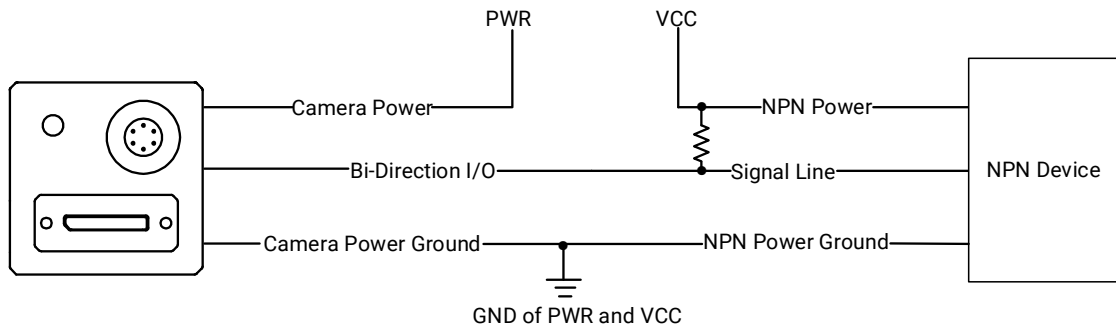 PWR
VCC
Camera Power
NPN Power
Bi-Direction I/O
Signal Line
NPN Device
Camera Power Ground
NPN Power Ground
GND of PWR and VCC